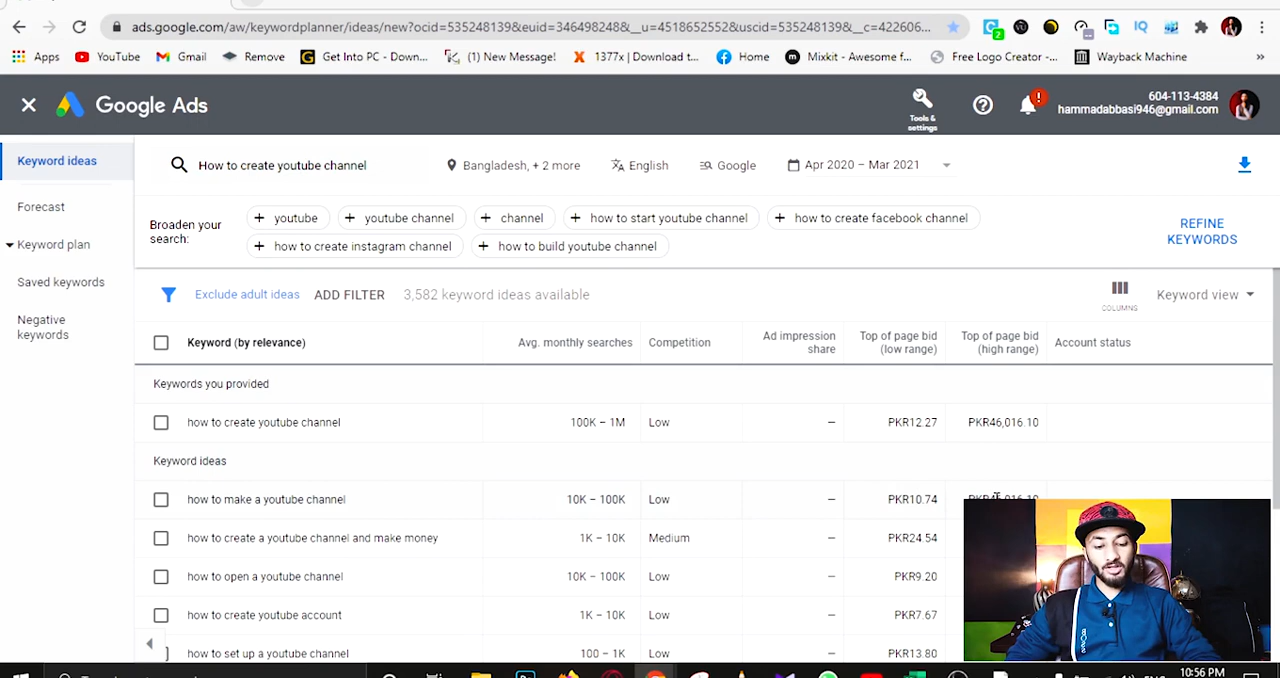 ads.google.com/aw/keywordplanner/ideas/new?ocid=535248139&euid=346498248&__u=4518652552&uscid=535248139&__c=422606...
Apps YouTube Gmail Remove Get Into PC - Down... (1) New Message! 1377x | Download t... Home Mixkit - Awesome f... Free Logo Creator -... Wayback Machine »
Google Ads
Tools & settings
604-113-4384
hammadabbasi946@gmail.com
Keyword ideas
Forecast
Keyword plan
Saved keywords
Negative
keywords
How to create youtube channel Bangladesh, + 2 more English Google Apr 2020 – Mar 2021
Broaden your
search:
+ youtube + youtube channel + channel + how to start youtube channel + how to create facebook channel
+ how to create instagram channel + how to build youtube channel
REFINE
KEYWORDS
Exclude adult ideas ADD FILTER 3,582 keyword ideas available
COLUMNS
Keyword view
Keyword (by relevance) Avg. monthly searches Competition Ad impression share Top of page bid (low range) Top of page bid (high range) Account status
Keywords you provided
how to create youtube channel 100K – 1M Low – PKR12.27 PKR46,016.10
Keyword ideas
how to make a youtube channel 10K – 100K Low – PKR10.74
how to create a youtube channel and make money 1K – 10K Medium – PKR24.54
how to open a youtube channel 10K – 100K Low – PKR9.20
how to create youtube account 1K – 10K Low – PKR7.67
how to set up a youtube channel 100 – 1K Low – PKR13.80
10:56 PM